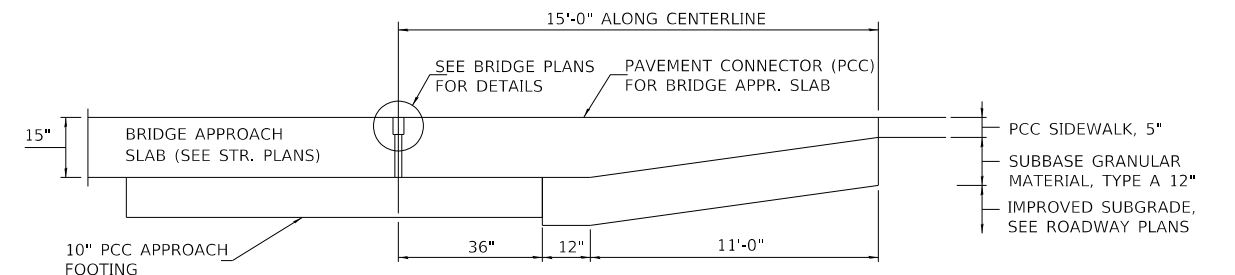 15'-0" ALONG CENTERLINE
SEE BRIDGE PLANS
FOR DETAILS
PAVEMENT CONNECTOR (PCC)
FOR BRIDGE APPR. SLAB
15"
BRIDGE APPROACH
SLAB (SEE STR. PLANS)
PCC SIDEWALK, 5"
SUBBASE GRANULAR
MATERIAL, TYPE A 12"
IMPROVED SUBGRADE,
SEE ROADWAY PLANS
10" PCC APPROACH
FOOTING
36"
12"
11'-0"